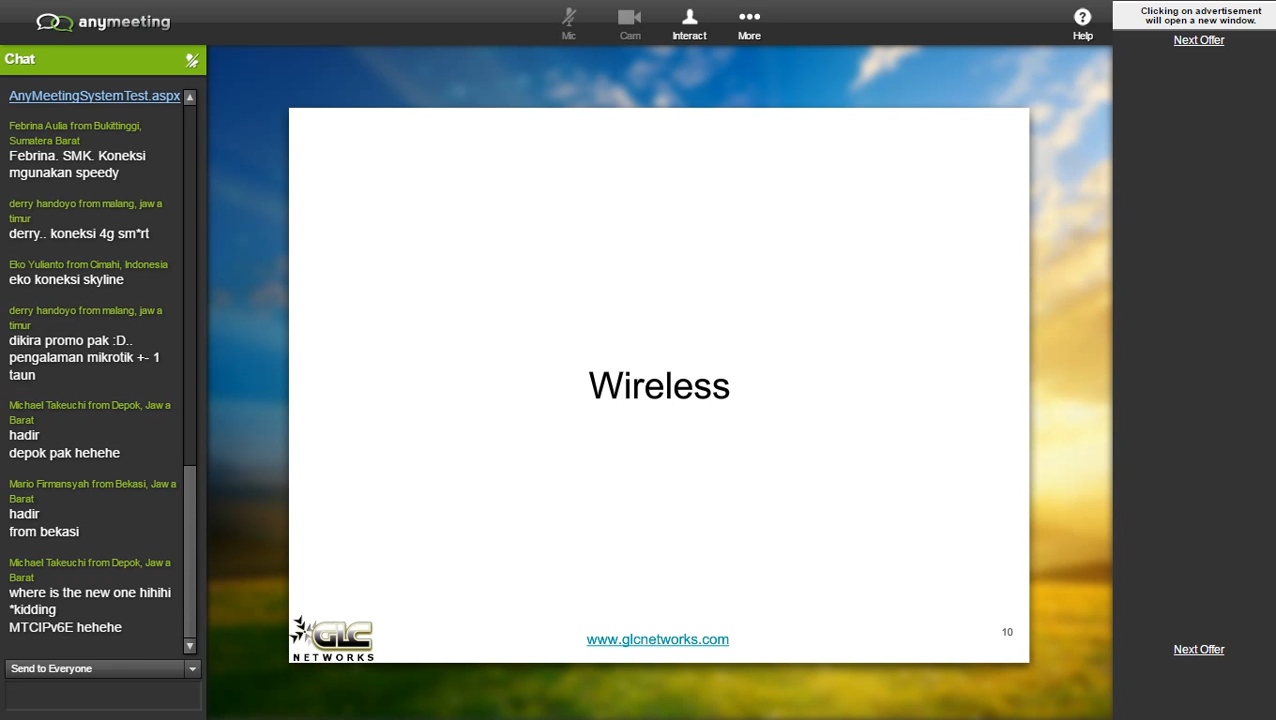 anymeeting
Mic
Cam
Interact
More
Help
Clicking on advertisement
will open a new window.
Next Offer
Chat
AnyMeetingSystemTest.aspx
Febrina Aulia from Bukittinggi,
Sumatera Barat
Febrina. SMK. Koneksi
mgunakan speedy
derry handoyo from malang, jaw a
timur
derry.. koneksi 4g sm*rt
Eko Yulianto from Cimahi, Indonesia
eko koneksi skyline
derry handoyo from malang, jaw a
timur
dikira promo pak :D..
pengalaman mikrotik +- 1
taun
Michael Takeuchi from Depok, Jaw a
Barat
hadir
depok pak hehehe
Mario Firmansyah from Bekasi, Jaw a
Barat
hadir
from bekasi
Michael Takeuchi from Depok, Jaw a
Barat
where is the new one hihihi
*kidding
MTCIPv6E hehehe
Send to Everyone
Wireless
GLC
NETWORKS
www.glcnetworks.com
10
Next Offer